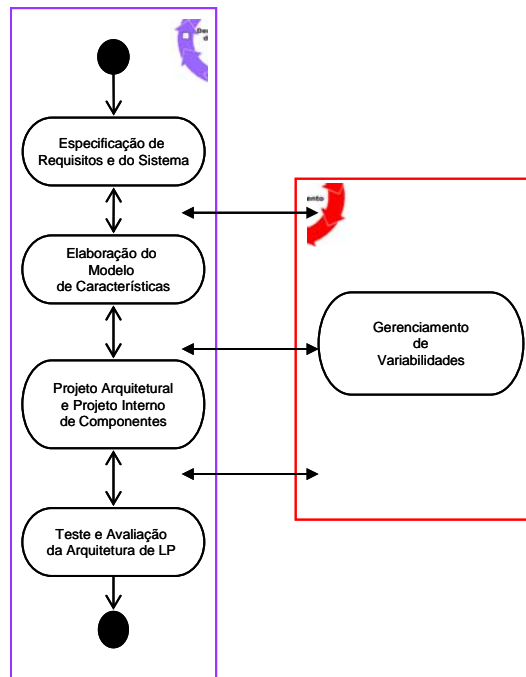 Especificação de
Requisitos e do Sistema
Elaboração do
Modelo
de Características
Projeto Arquitetural
e Projeto Interno
de Componentes
Teste e Avaliação
da Arquitetura de LP
ento
Gerenciamento
de
Variabilidades